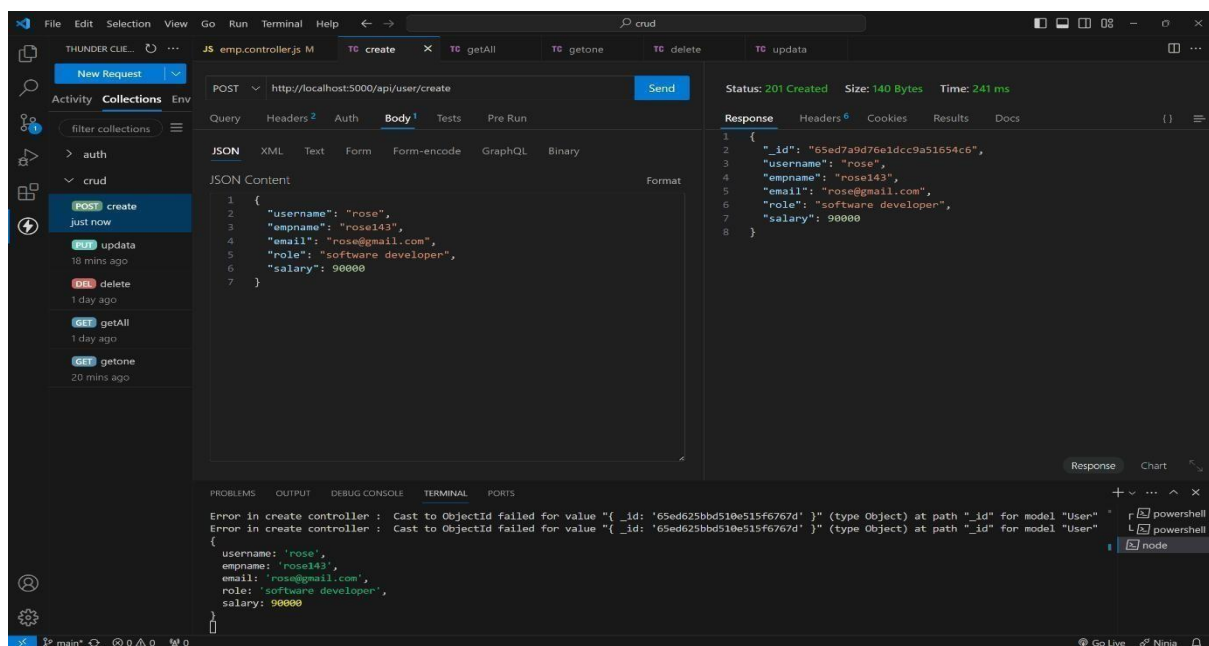 File Edit Selection View Go Run Terminal Help
crud
THUNDER CLIE...
JS emp.controller.js M
TC create
TC getAll
TC getone
TC delete
TC updata
New Request
Activity Collections Env
filter collections
auth
crud
POST create
just now
PUT updata
18 mins ago
DEL delete
1 day ago
GET getAll
1 day ago
GET getone
20 mins ago
POST http://localhost:5000/api/user/create Send
Query Headers 2 Auth Body 1 Tests Pre Run
JSON XML Text Form Form-encode GraphQL Binary
JSON Content Format
1 {
2 "username": "rose",
3 "empname": "rose143",
4 "email": "rose@gmail.com",
5 "role": "software developer",
6 "salary": 90000
7 }
Status: 201 Created Size: 140 Bytes Time: 241 ms
Response Headers 6 Cookies Results Docs
1 {
2 "_id": "65ed7a9d76e1dcc9a51654c6",
3 "username": "rose",
4 "empname": "rose143",
5 "email": "rose@gmail.com",
6 "role": "software developer",
7 "salary": 90000
8 }
Response Chart
PROBLEMS OUTPUT DEBUG CONSOLE TERMINAL PORTS
Error in create controller : Cast to ObjectId failed for value "{ _id: '65ed625bbd510e515f6767d' }" (type Object) at path "_id" for model "User"
Error in create controller : Cast to ObjectId failed for value "{ _id: '65ed625bbd510e515f6767d' }" (type Object) at path "_id" for model "User"
{
username: 'rose',
empname: 'rose143',
email: 'rose@gmail.com',
role: 'software developer',
salary: 90000
}
powershell
powershell
node
main* 0 0 0
Go Live Ninja